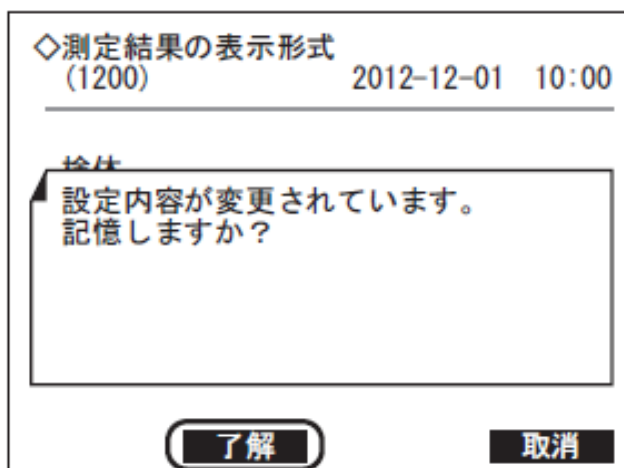 ◇測定結果の表示形式
(1200) 2012-12-01 10:00
検体
設定内容が変更されています。
記憶しますか？
了解 取消